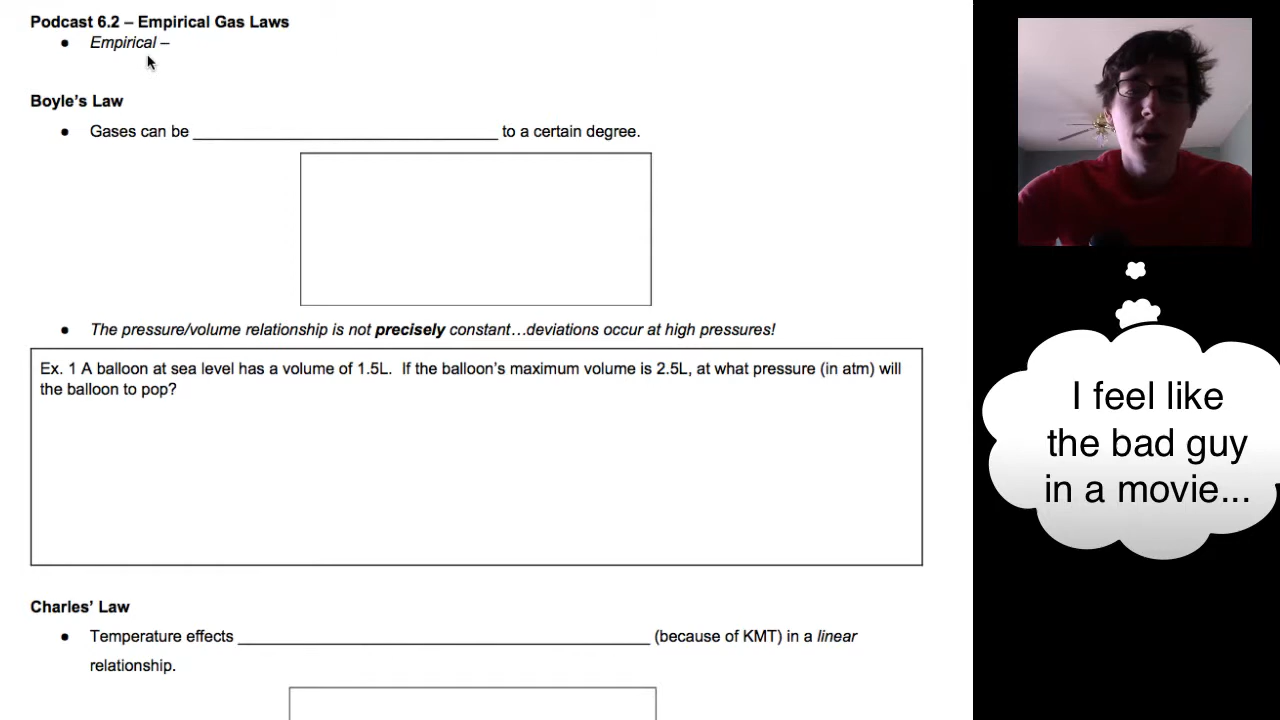 Podcast 6.2 – Empirical Gas Laws
● Empirical –
Boyle's Law
● Gases can be ___________________________________ to a certain degree.
● The pressure/volume relationship is not precisely constant…deviations occur at high pressures!
Ex. 1 A balloon at sea level has a volume of 1.5L.  If the balloon's maximum volume is 2.5L, at what pressure (in atm) will
the balloon to pop?
Charles' Law
● Temperature effects ________________________________________________ (because of KMT) in a linear
relationship.
I feel like
the bad guy
in a movie...